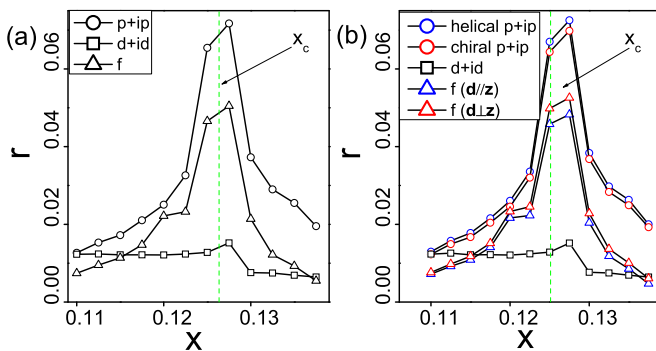 (a)
p+ip
d+id
f
x_c
r
0.06
0.04
0.02
0.00
0.11
0.12
0.13
x
(b)
helical p+ip
chiral p+ip
d+id
f (d//z)
f (d⊥z)
x_c
r
0.06
0.04
0.02
0.00
0.11
0.12
0.13
x